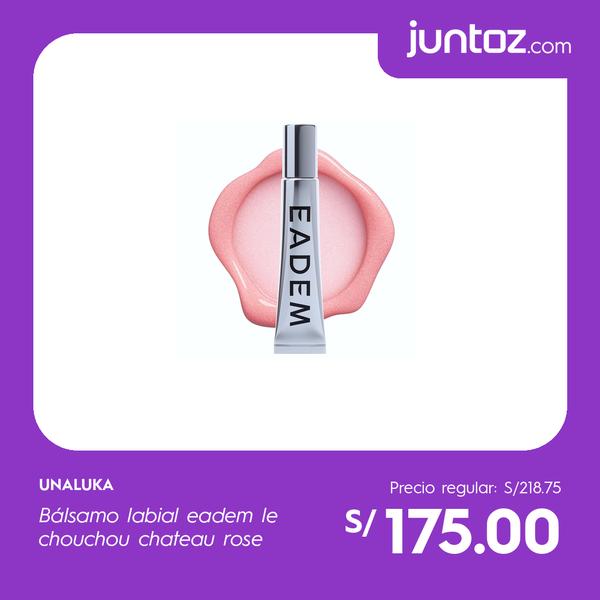 juntoz.com
EADEM
UNALUKA
Bálsamo labial eadem le
chouchou chateau rose
Precio regular: S/218.75
S/175.00